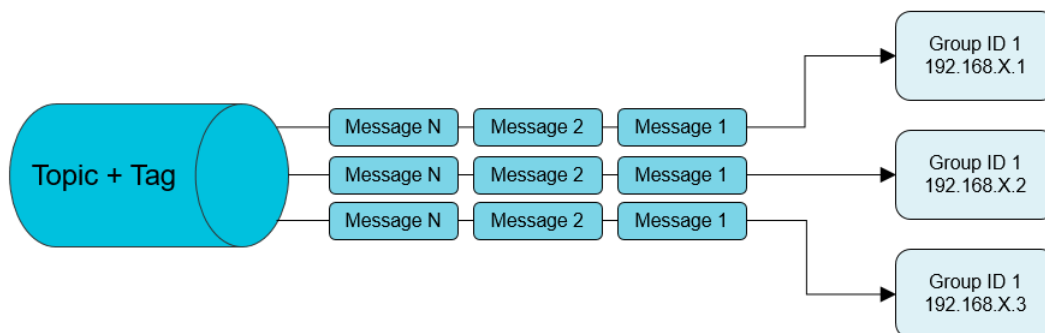 Topic + Tag
Message N
Message 2
Message 1
Message N
Message 2
Message 1
Message N
Message 2
Message 1
Group ID 1
192.168.X.1
Group ID 1
192.168.X.2
Group ID 1
192.168.X.3